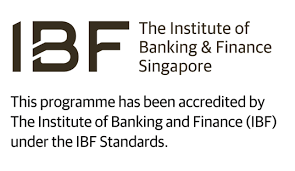 IBF
The Institute of
Banking & Finance
Singapore
This programme has been accredited by
The Institute of Banking and Finance (IBF)
under the IBF Standards.